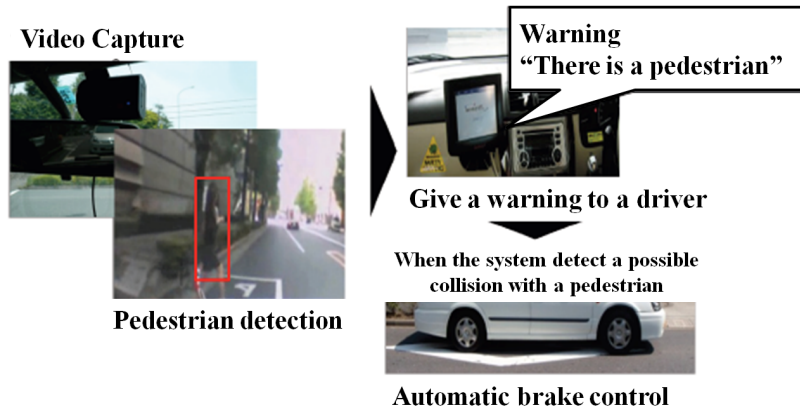 Video Capture
Pedestrian detection
Warning
“There is a pedestrian”
Give a warning to a driver
When the system detect a possible
collision with a pedestrian
Automatic brake control